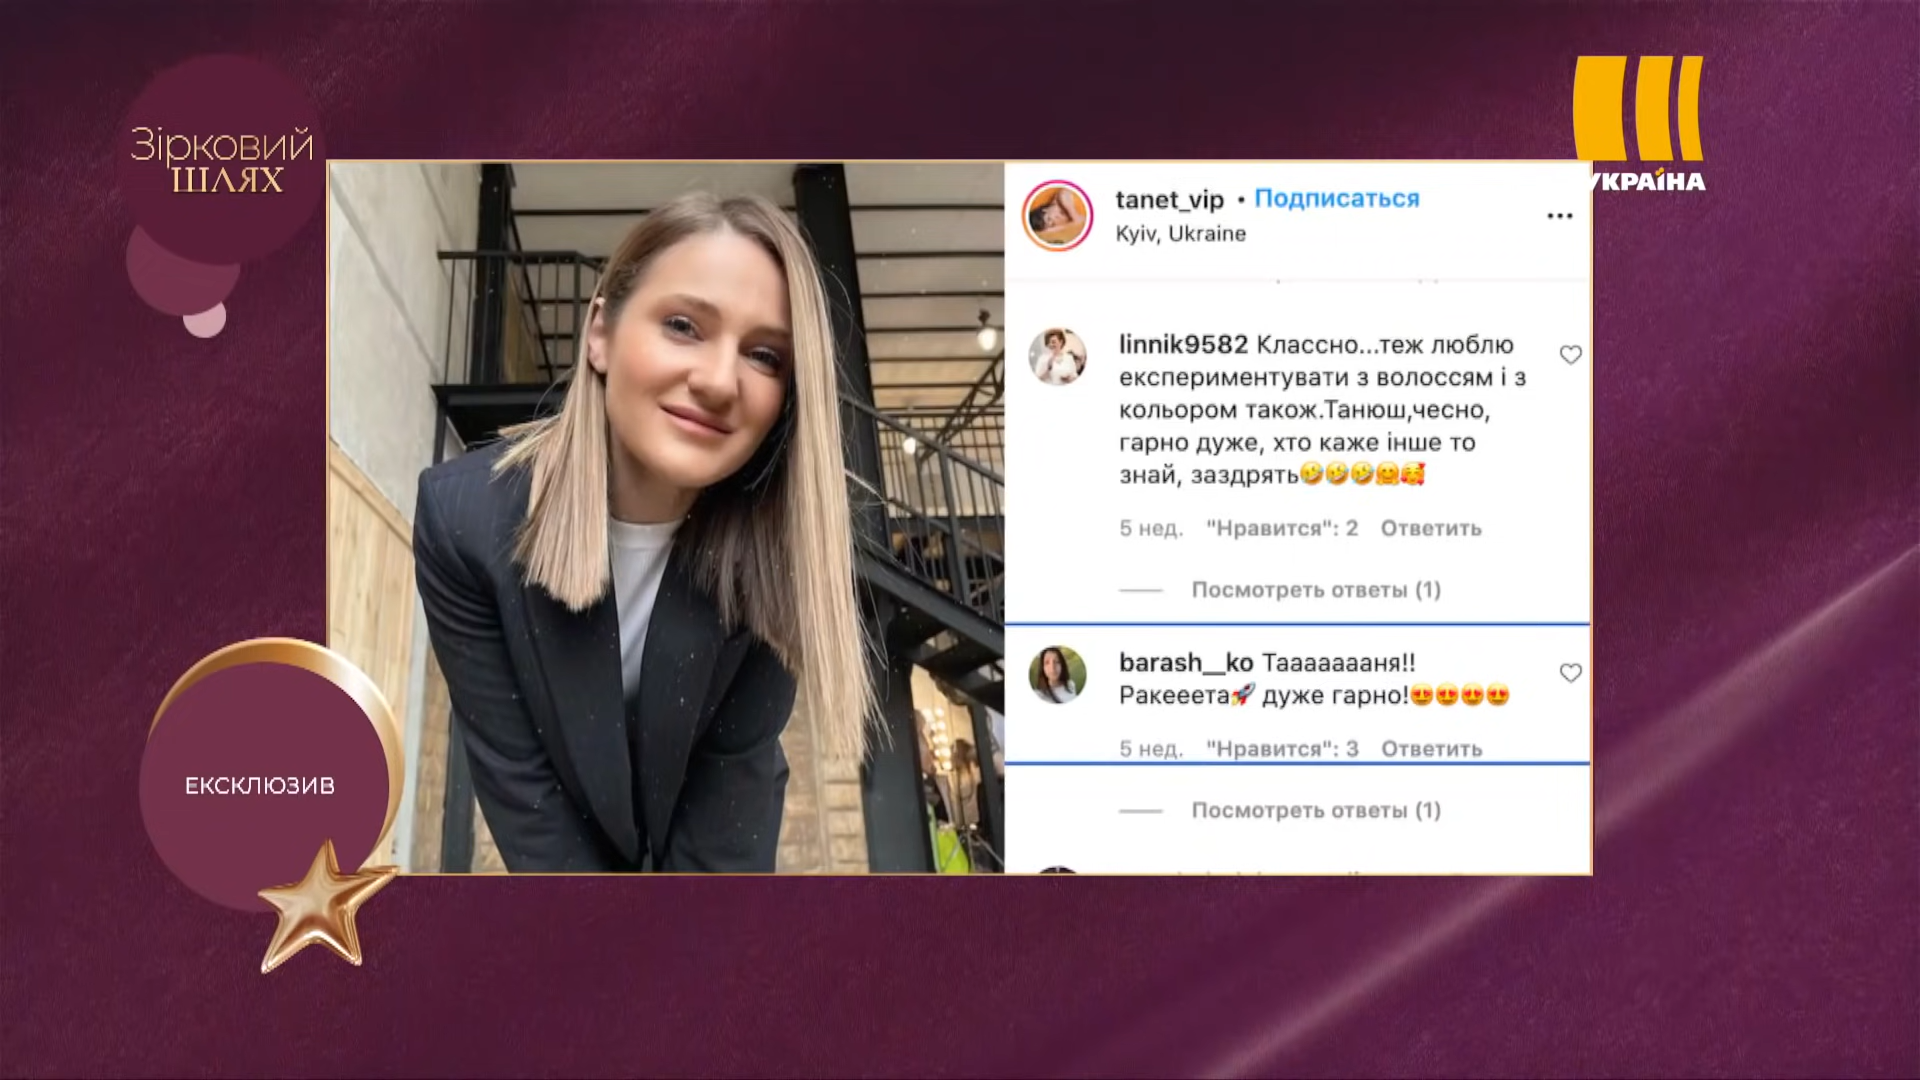 Зірковий
ШЛЯХ
УКРАЇНА
tanet_vip • Подписаться
Kyiv, Ukraine
linnik9582 Классно...теж люблю
експериментувати з волоссям і з
кольором також.Танюш,чесно,
гарно дуже, хто каже інше то
знай, заздрять🤣🤣🤣🤗🥰
5 нед. "Нравится": 2 Ответить
Посмотреть ответы (1)
barash__ko Тааааааааня!!
Ракееета🚀 дуже гарно!😍😍😍😍
5 нед. "Нравится": 3 Ответить
Посмотреть ответы (1)
ЕКСКЛЮЗИВ